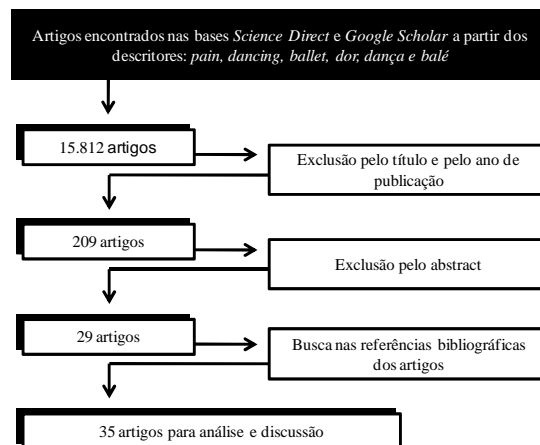 Artigos encontrados nas bases Science Direct e Google Scholar a partir dos
descritores: pain, dancing, ballet, dor, dança e balé
15.812 artigos
Exclusão pelo título e pelo ano de
publicação
209 artigos
Exclusão pelo abstract
29 artigos
Busca nas referências bibliográficas
dos artigos
35 artigos para análise e discussão